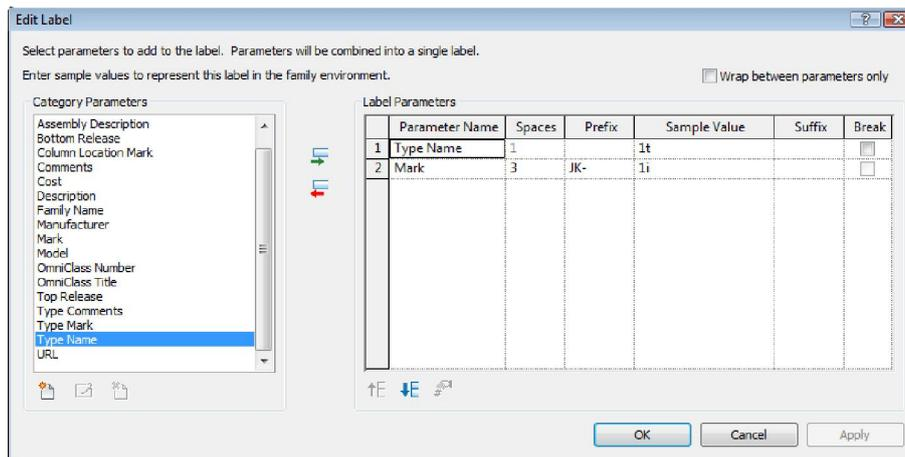 Edit Label
Select parameters to add to the label. Parameters will be combined into a single label.
Enter sample values to represent this label in the family environment.
Wrap between parameters only
Category Parameters
Assembly Description
Bottom Release
Column Location Mark
Comments
Cost
Description
Family Name
Manufacturer
Mark
Model
OmniClass Number
OmniClass Title
Top Release
Type Comments
Type Mark
Type Name
URL
Label Parameters
Parameter Name Spaces Prefix Sample Value Suffix Break
1 Type Name 1 1t
2 Mark 3 JK- 1i
OK Cancel Apply